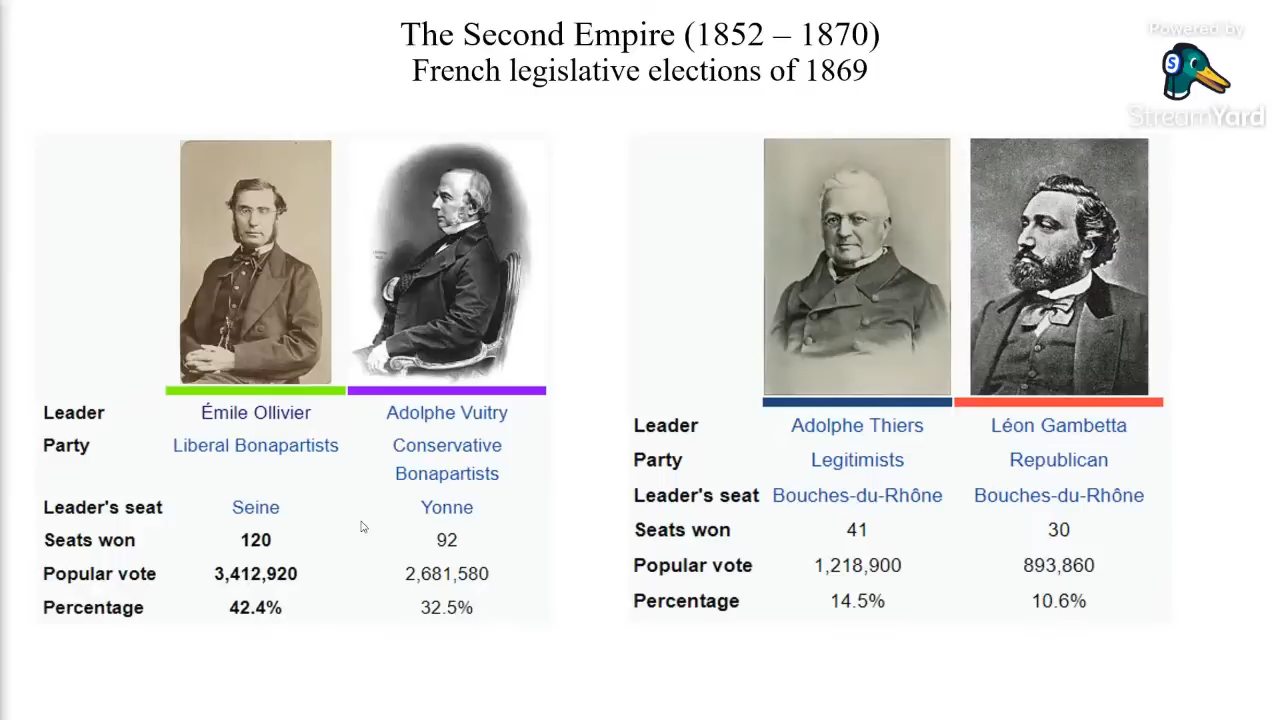 The Second Empire (1852 – 1870)
French legislative elections of 1869
Powered by
StreamYard
S
Leader Émile Ollivier Adolphe Vuitry
Party Liberal Bonapartists Conservative
Bonapartists
Leader's seat Seine Yonne
Seats won 120 92
Popular vote 3,412,920 2,681,580
Percentage 42.4% 32.5%
Leader Adolphe Thiers Léon Gambetta
Party Legitimists Republican
Leader's seat Bouches-du-Rhône Bouches-du-Rhône
Seats won 41 30
Popular vote 1,218,900 893,860
Percentage 14.5% 10.6%